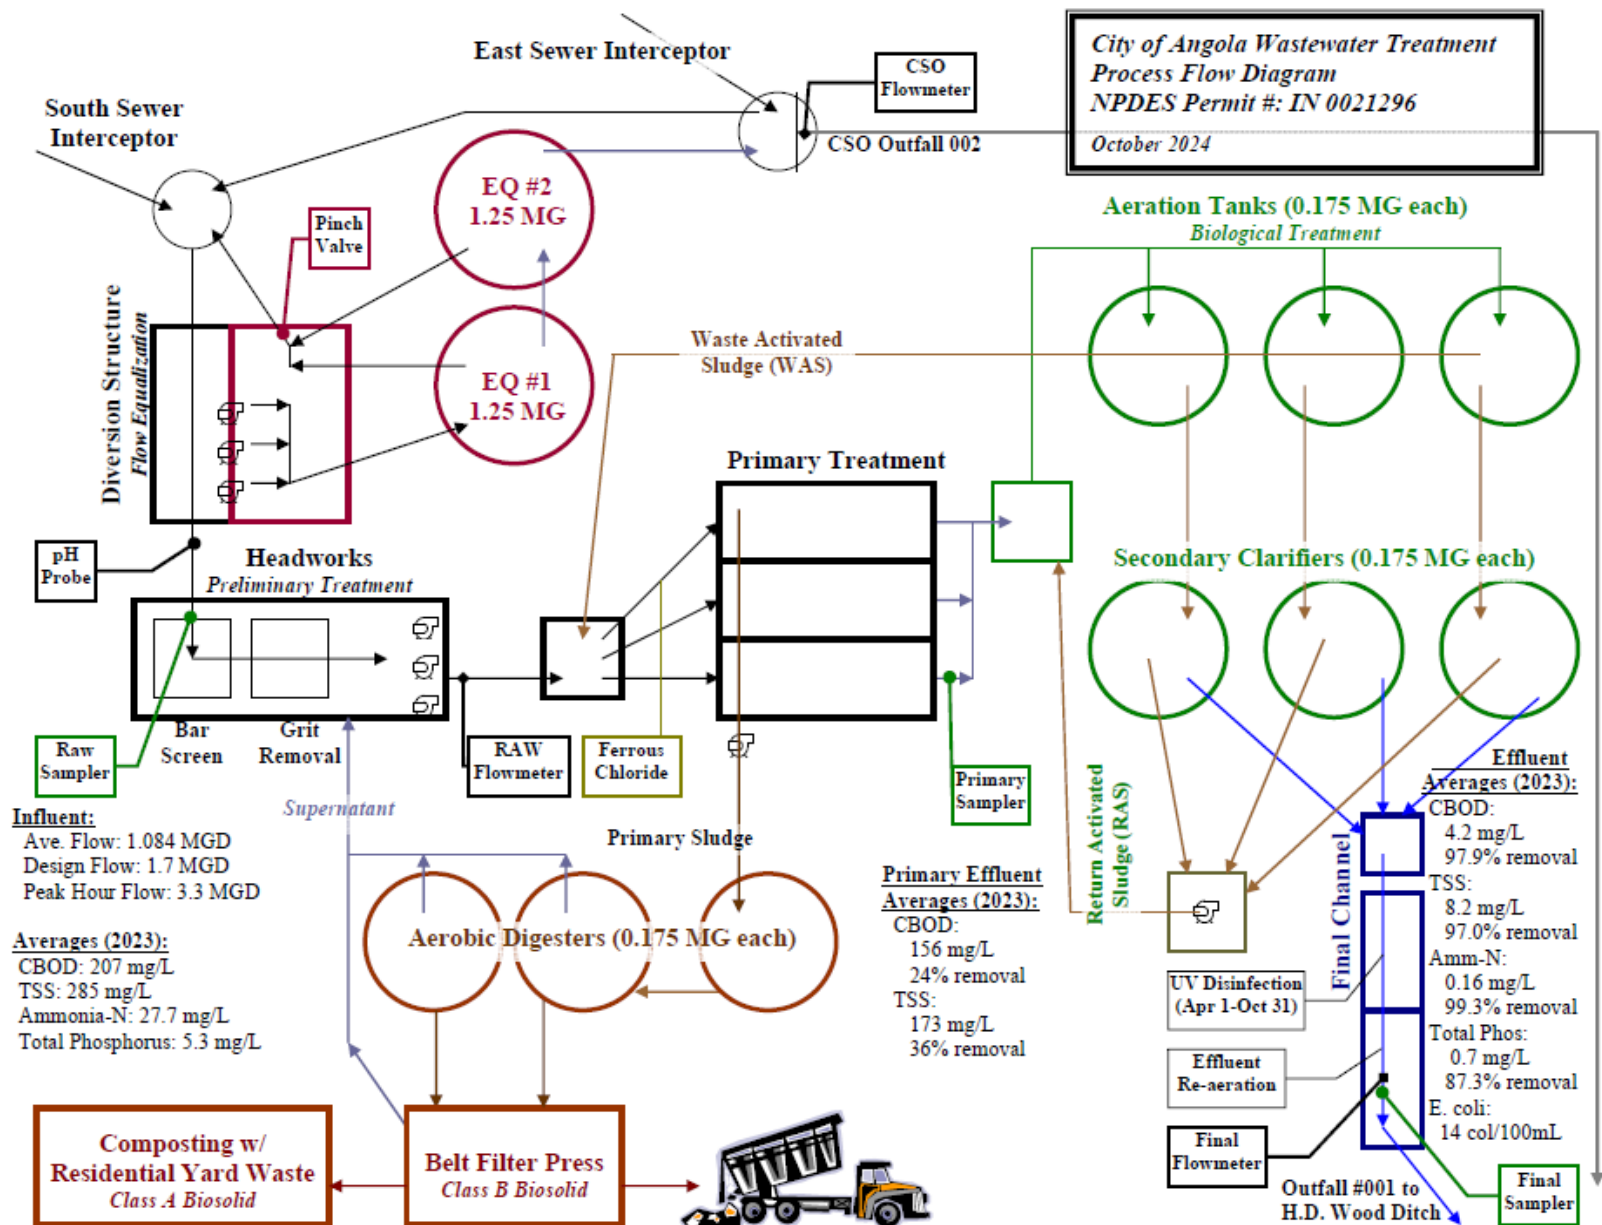 East Sewer Interceptor
CSO
Flowmeter
City of Angola Wastewater Treatment
Process Flow Diagram
NPDES Permit #: IN 0021296
October 2024
South Sewer
Interceptor
CSO Outfall 002
EQ #2
1.25 MG
Pinch
Valve
Aeration Tanks (0.175 MG each)
Biological Treatment
Diversion Structure
Flow Equalization
EQ #1
1.25 MG
Waste Activated
Sludge (WAS)
Primary Treatment
pH
Probe
Headworks
Preliminary Treatment
Secondary Clarifiers (0.175 MG each)
Bar
Screen
Grit
Removal
Raw
Sampler
RAW
Flowmeter
Ferrous
Chloride
Primary
Sampler
Return Activated
Sludge (RAS)
Supernatant
Primary Sludge
Influent:
Ave. Flow: 1.084 MGD
Design Flow: 1.7 MGD
Peak Hour Flow: 3.3 MGD
Averages (2023):
CBOD: 207 mg/L
TSS: 285 mg/L
Ammonia-N: 27.7 mg/L
Total Phosphorus: 5.3 mg/L
Aerobic Digesters (0.175 MG each)
Primary Effluent
Averages (2023):
CBOD:
156 mg/L
24% removal
TSS:
173 mg/L
36% removal
Final Channel
Effluent
Averages (2023):
CBOD:
4.2 mg/L
97.9% removal
TSS:
8.2 mg/L
97.0% removal
Amm-N:
0.16 mg/L
99.3% removal
Total Phos:
0.7 mg/L
87.3% removal
E. coli:
14 col/100mL
UV Disinfection
(Apr 1-Oct 31)
Effluent
Re-aeration
Final
Flowmeter
Final
Sampler
Outfall #001 to
H.D. Wood Ditch
Composting w/
Residential Yard Waste
Class A Biosolid
Belt Filter Press
Class B Biosolid